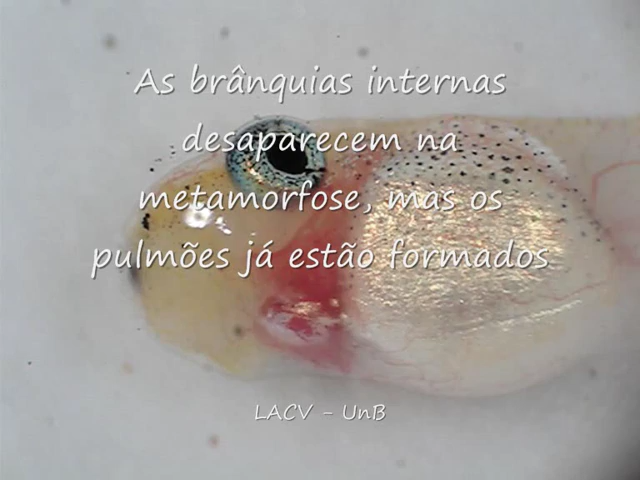 As brânquias internas
desaparecem na
metamorfose, mas os
pulmões já estão formados
LACV - UnB